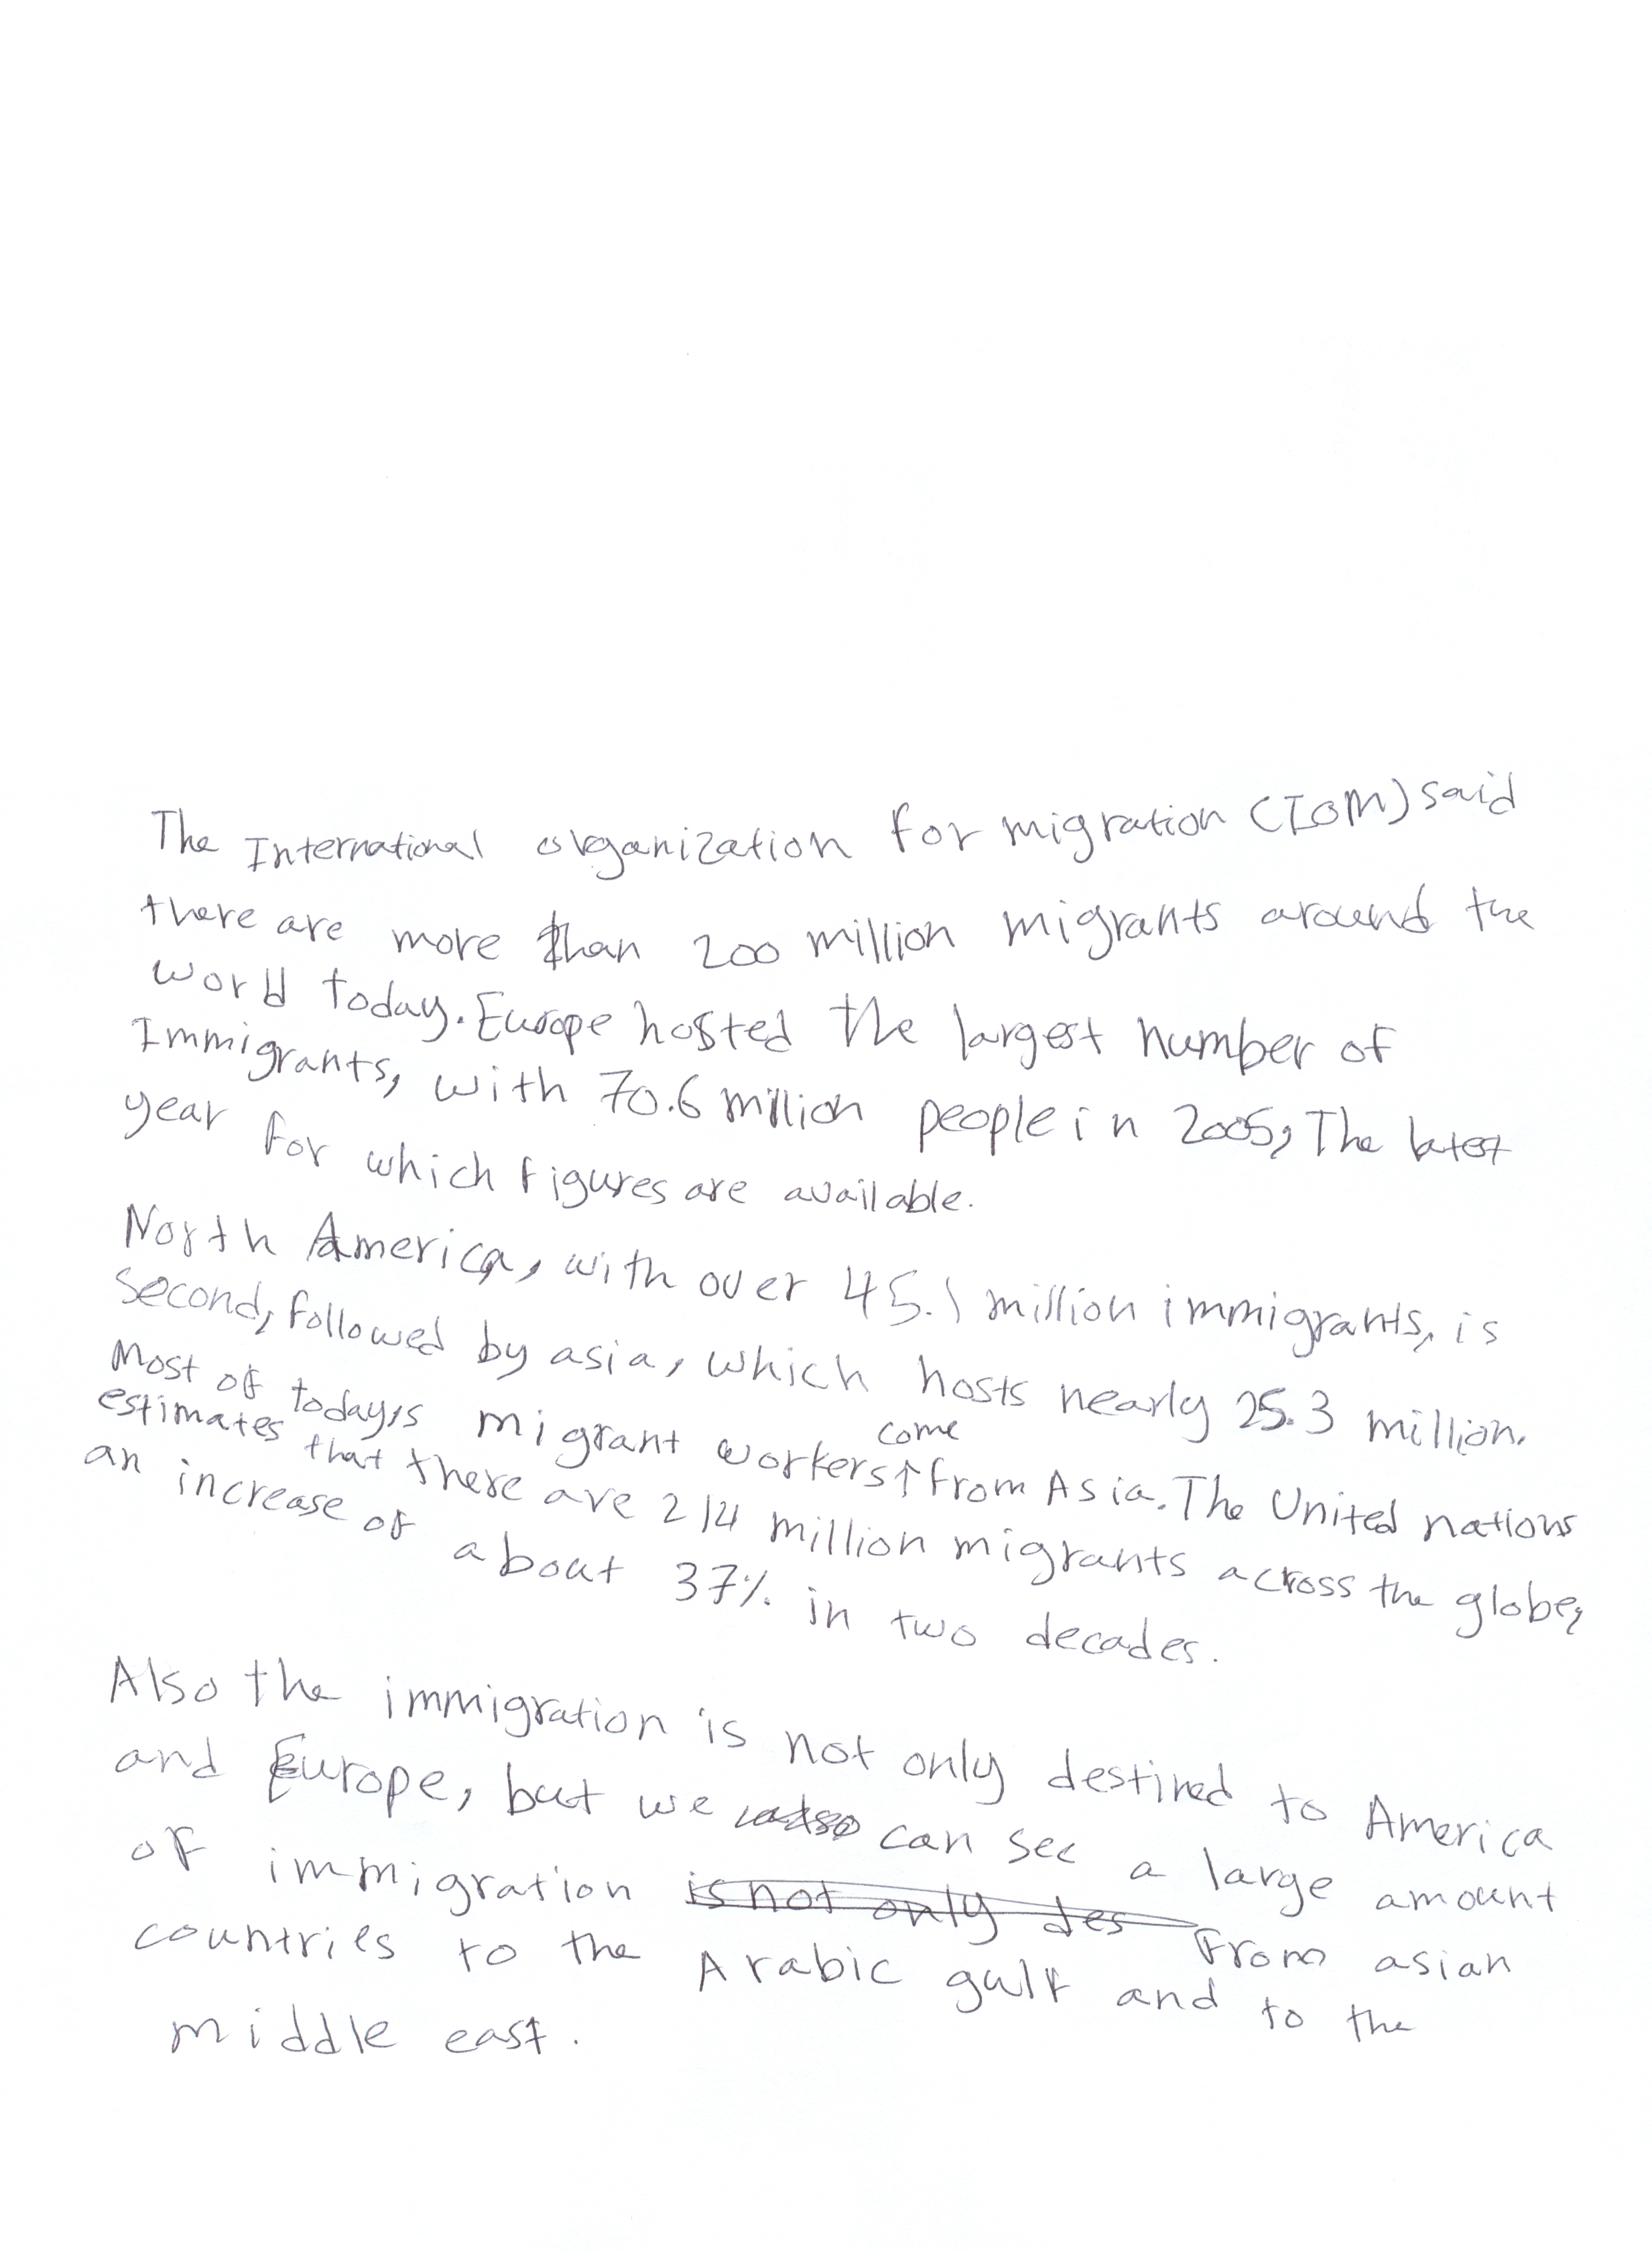 The International organization for migration (IOM) said
there are more than 200 million migrants around the
world today. Europe hosted the largest number of
Immigrants, with 70.6 million people in 2005, The latest
year for which figures are available.
North America, with over 45.1 million immigrants, is
second, followed by asia, which hosts nearly 25.3 million.
Most of today,s migrant workers come from Asia. The United nations
estimates that there are 214 million migrants across the globe,
an increase of about 37% in two decades.
Also the immigration is not only destined to America
and Europe, but we can see a large amount
of immigration is not only des from asian
countries to the Arabic gulf and to the
middle east.